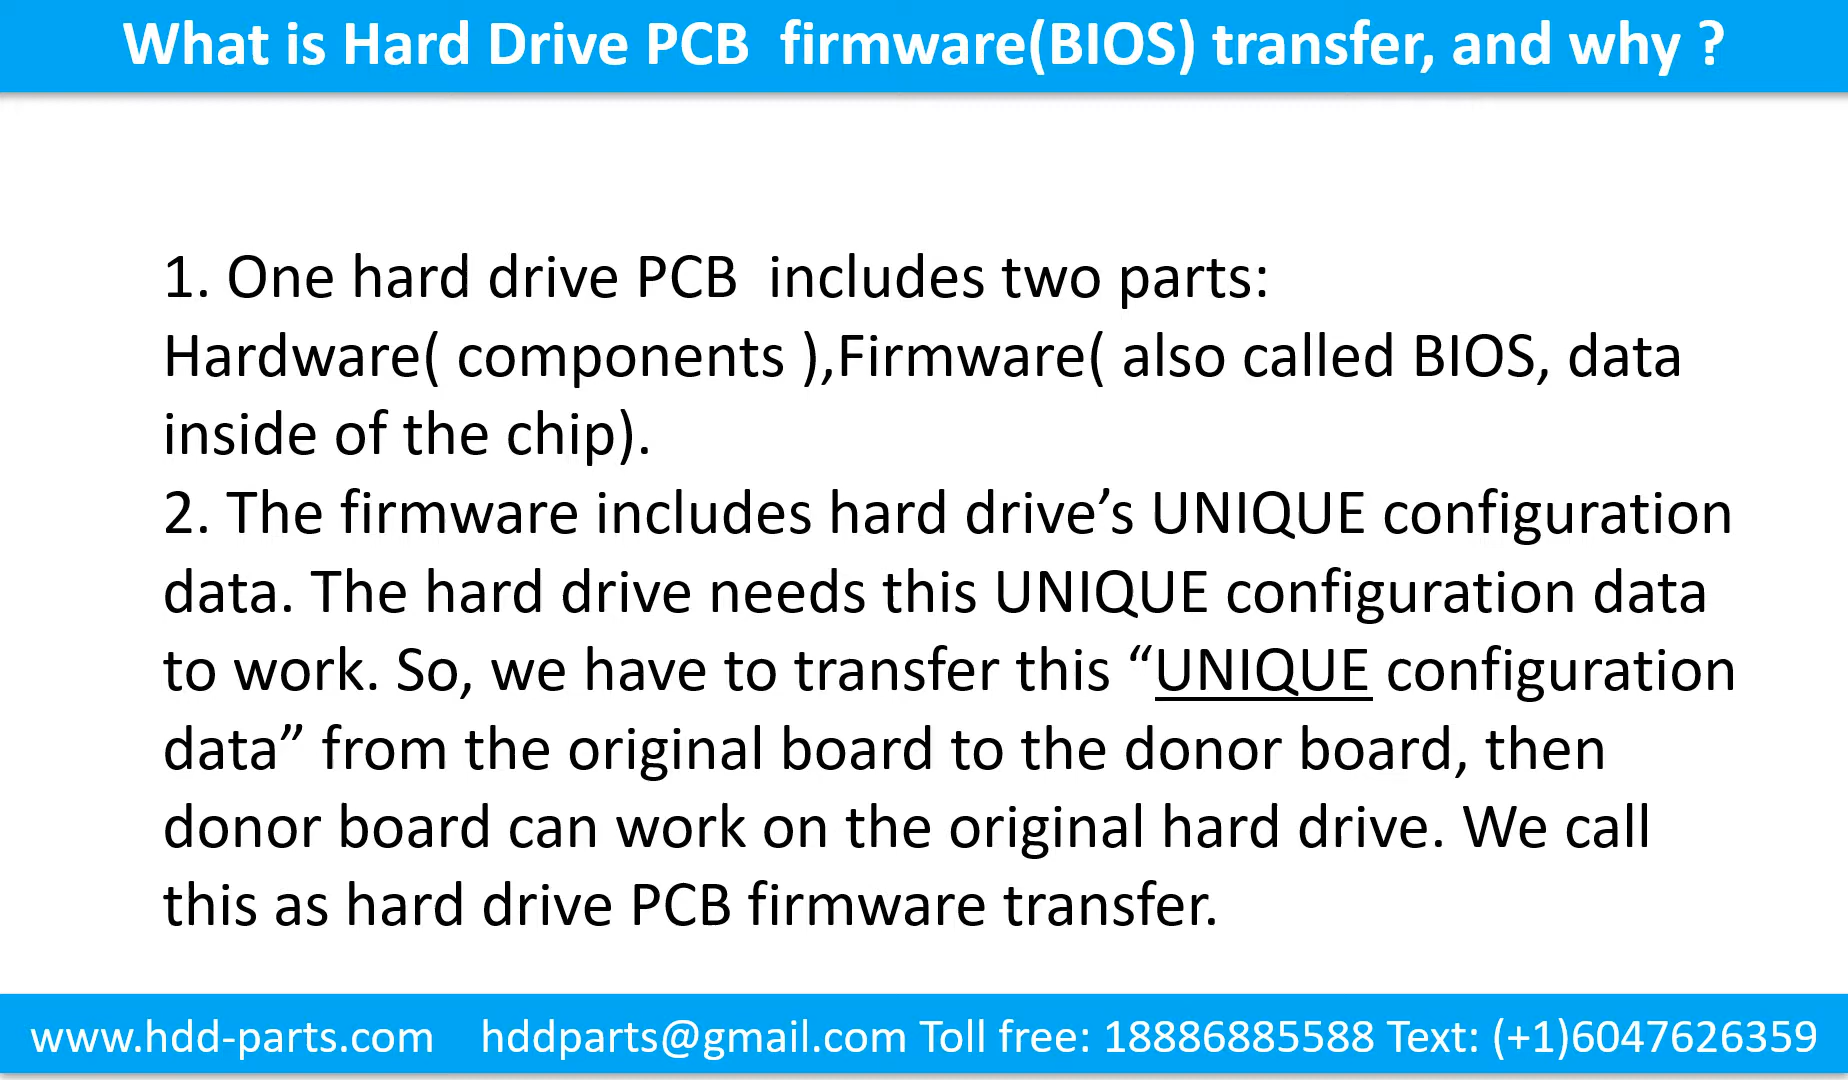 What is Hard Drive PCB  firmware(BIOS) transfer, and why ?
1. One hard drive PCB  includes two parts:
Hardware( components ),Firmware( also called BIOS, data
inside of the chip).
2. The firmware includes hard drive’s UNIQUE configuration
data. The hard drive needs this UNIQUE configuration data
to work. So, we have to transfer this “UNIQUE configuration
data” from the original board to the donor board, then
donor board can work on the original hard drive. We call
this as hard drive PCB firmware transfer.
www.hdd-parts.com    hddparts@gmail.com Toll free: 18886885588 Text: (+1)6047626359